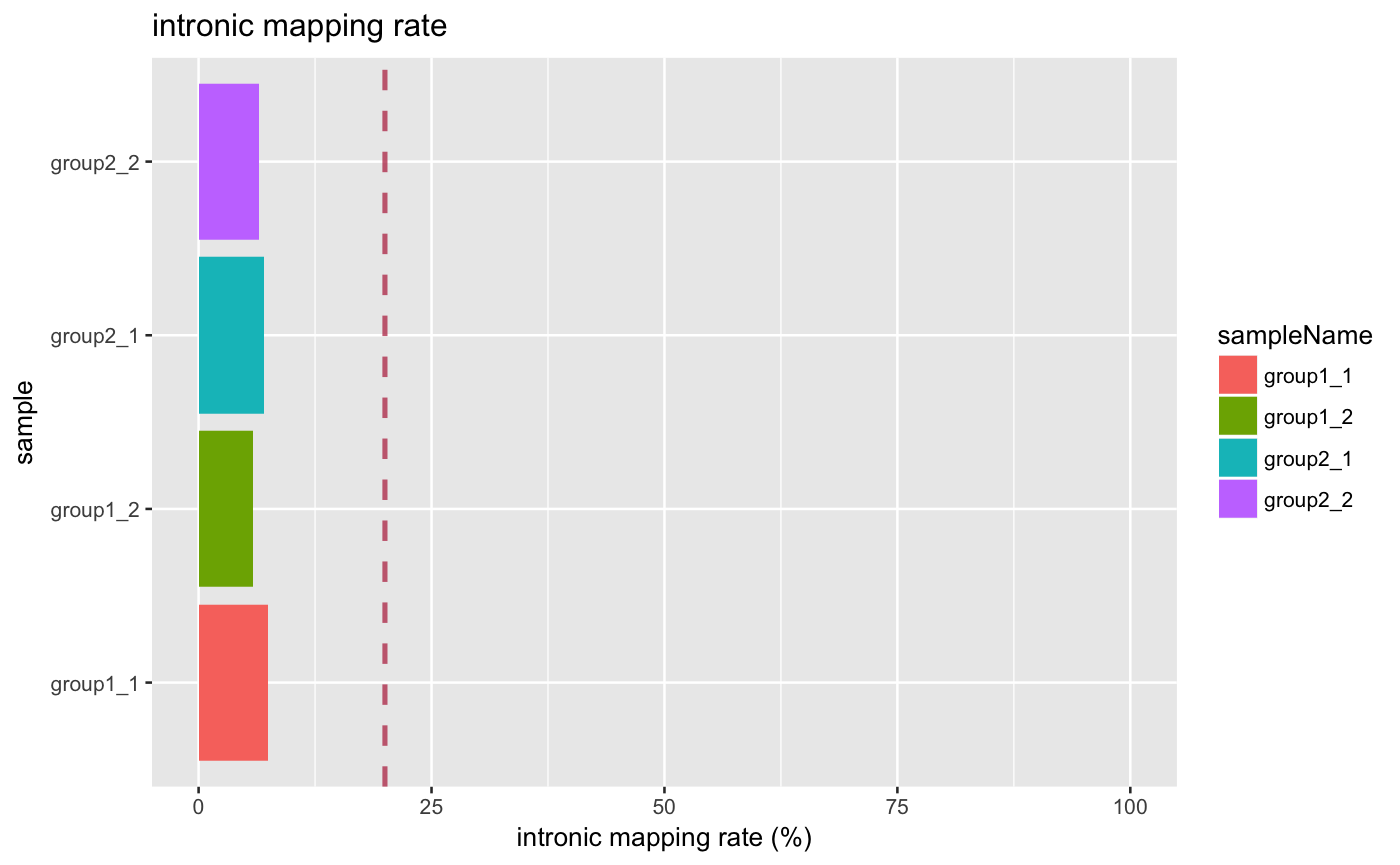 intronic mapping rate
group2_2
group2_1
group1_2
group1_1
sample
0 25 50 75 100
intronic mapping rate (%)
sampleName
group1_1
group1_2
group2_1
group2_2